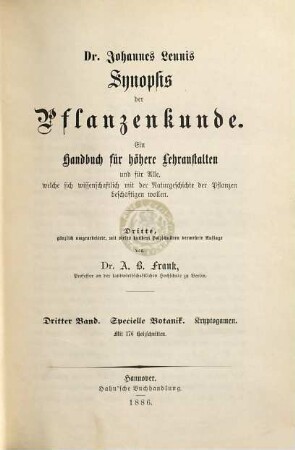 Dr. Johannes Leunis
Synopsis
der
Pflanzenkunde.
Ein
Handbuch für höhere Lehranstalten
und für Alle,
welche sich wissenschaftlich mit der Naturgeschichte der Pflanzen
beschäftigen wollen.
Dritte,
gänzlich umgearbeitete, mit vielen hundert Holzschnitten vermehrte Auflage
von
Dr. A. B. Frank,
Professor an der landwirthschaftlichen Hochschule zu Berlin.
Dritter Band. Specielle Botanik. Kryptogamen.
Mit 176 Holzschnitten.
Hannover.
Hahn'sche Buchhandlung.
1886.